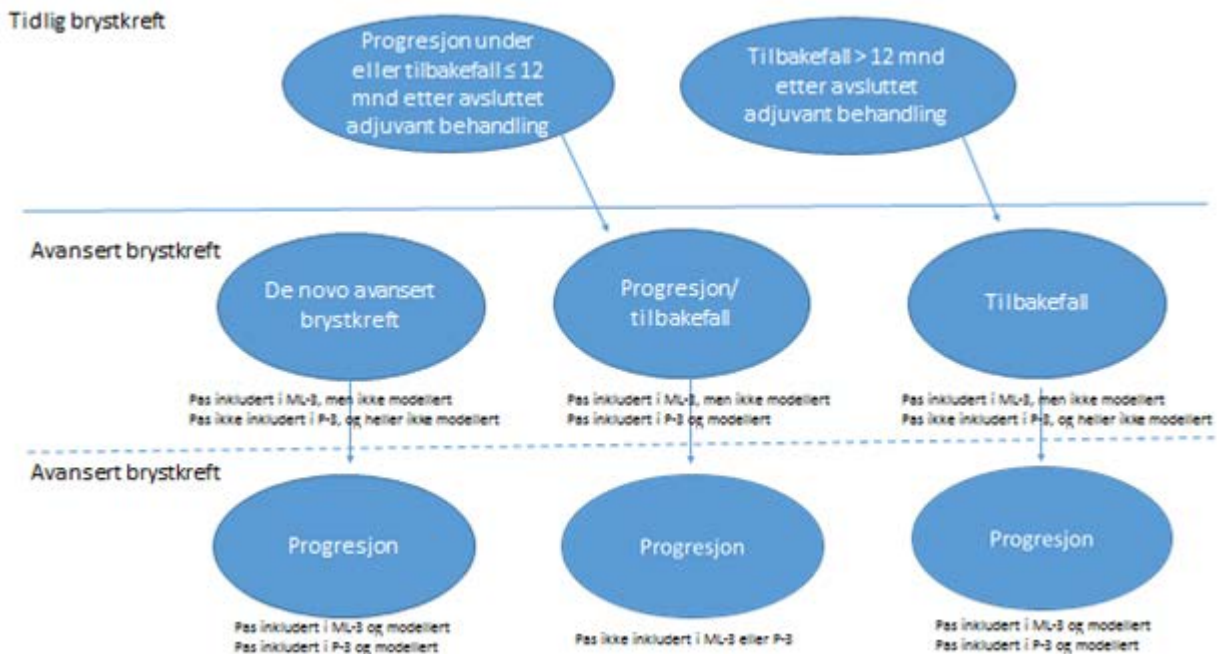 Tidlig brystkreft
Progresjon under
eller tilbakefall ≤ 12
mnd etter avsluttet
adjuvant behandling
Tilbakefall > 12 mnd
etter avsluttet
adjuvant behandling
Avansert brystkreft
De novo avansert
brystkreft
Progresjon/
tilbakefall
Tilbakefall
Pas inkludert i ML-3, men ikke modellert
Pas ikke inkludert i P-3, og heller ikke modellert
Pas inkludert i ML-3, men ikke modellert
Pas inkludert i P-3 og modellert
Pas inkludert i ML-3, men ikke modellert
Pas ikke inkludert i P-3, og heller ikke modellert
Avansert brystkreft
Progresjon
Progresjon
Progresjon
Pas inkludert i ML-3 og modellert
Pas inkludert i P-3 og modellert
Pas ikke inkludert i ML-3 eller P-3
Pas inkludert i ML-3 og modellert
Pas inkludert i P-3 og modellert